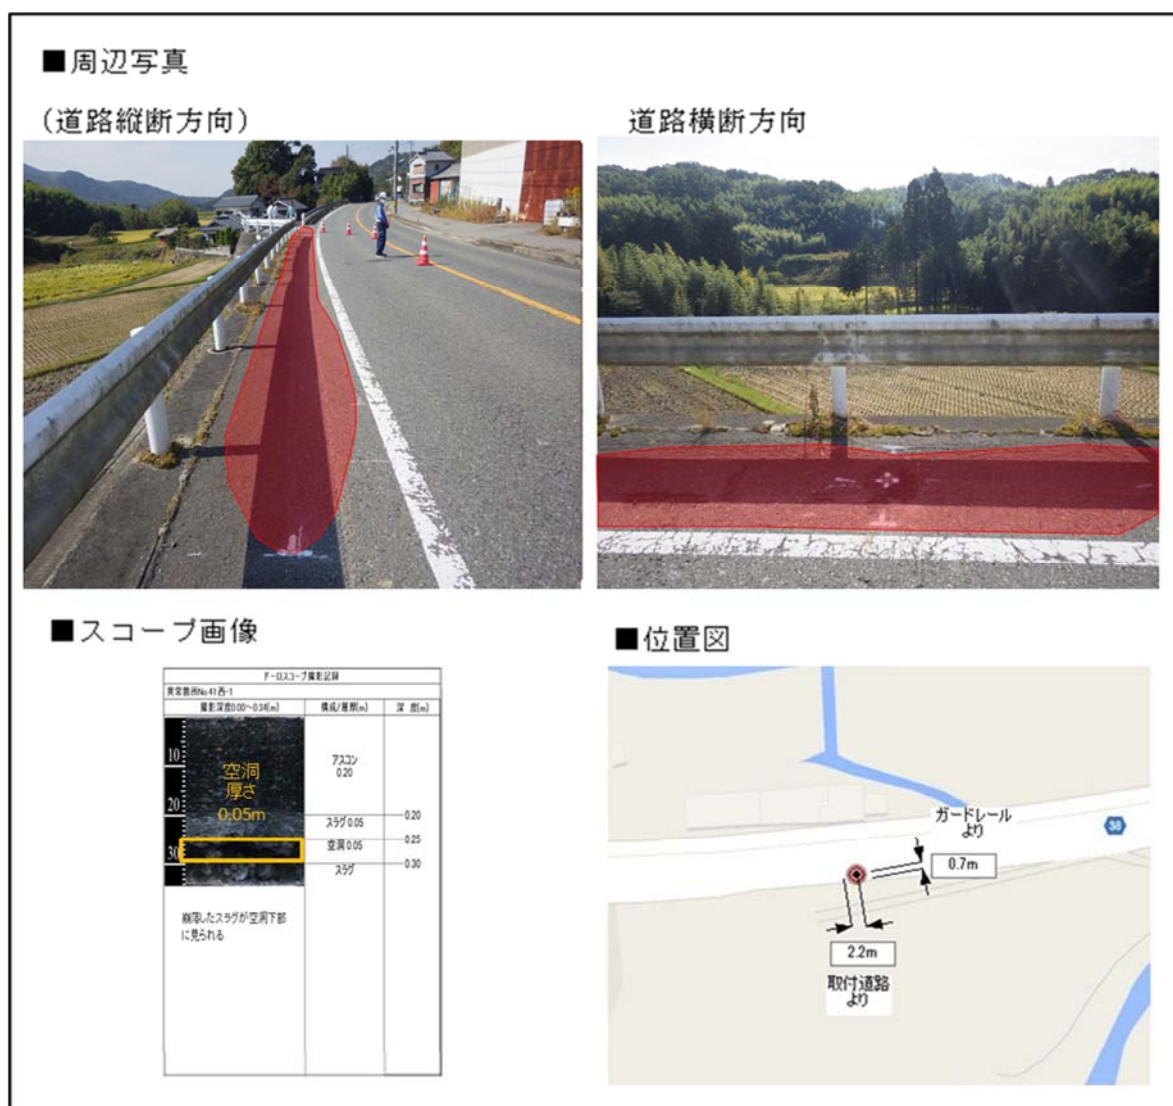 ■周辺写真
(道路縦断方向)
道路横断方向
■スコープ画像
■位置図
ドーロスコープ撮影記録
異常箇所No41西-1
撮影深度0.00~0.34(m)
構成/層厚(m)
深 度(m)
10
20
30
空洞
厚さ
0.05m
アスコン
0.20
スラグ0.05
空洞0.05
スラグ
0.20
0.25
0.30
崩落したスラグが空洞下部
に見られる
ガードレール
より
0.7m
38
2.2m
取付道路
より